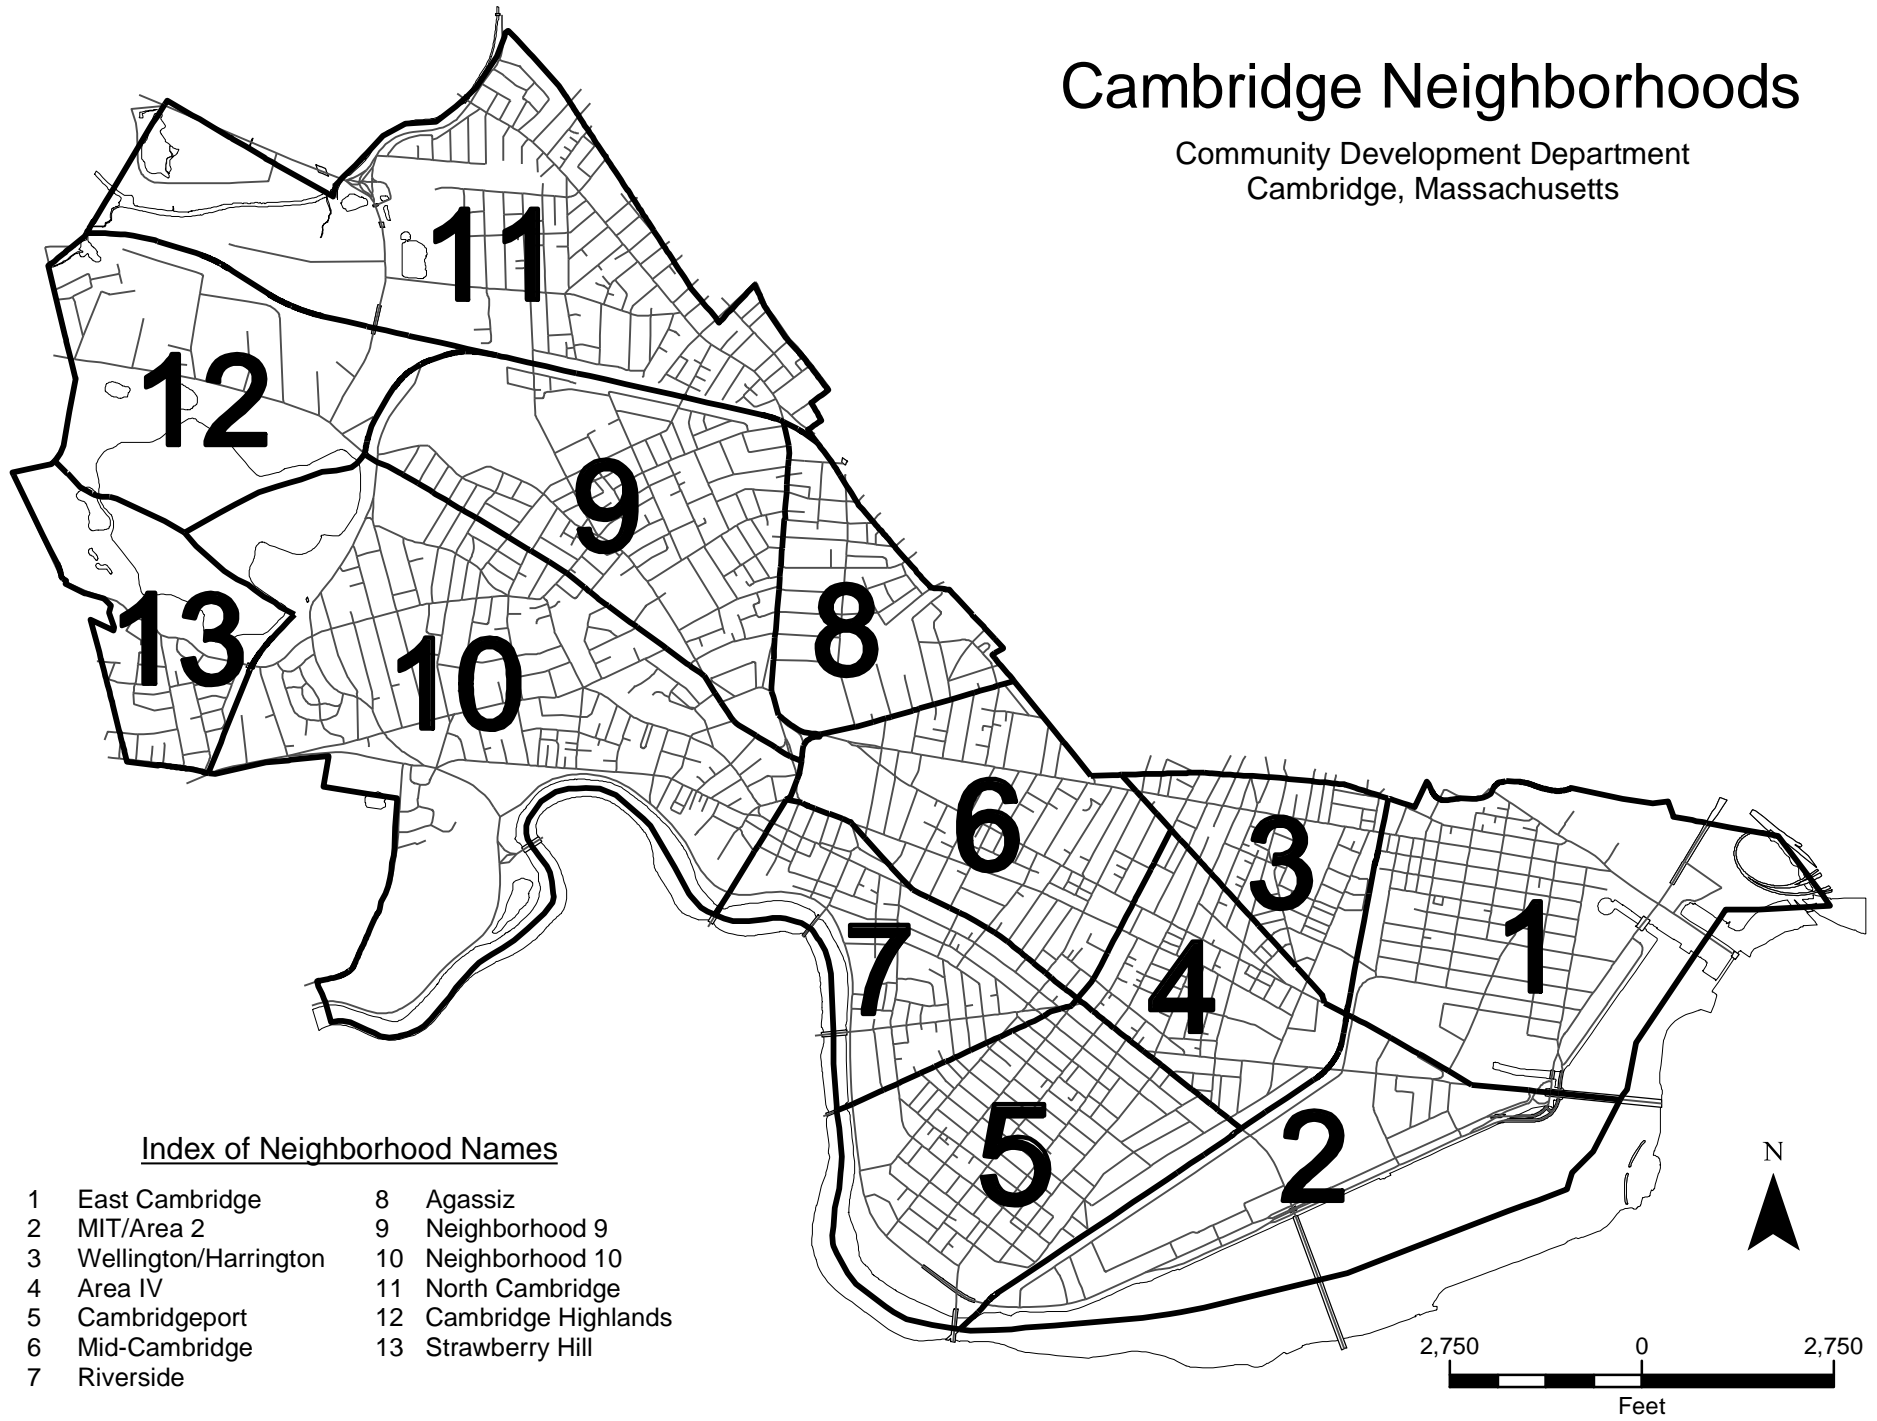 Cambridge Neighborhoods
Community Development Department
Cambridge, Massachusetts
11
12
9
8
13
10
6
3
1
7
4
5
2
Index of Neighborhood Names
1 East Cambridge
2 MIT/Area 2
3 Wellington/Harrington
4 Area IV
5 Cambridgeport
6 Mid-Cambridge
7 Riverside
8 Agassiz
9 Neighborhood 9
10 Neighborhood 10
11 North Cambridge
12 Cambridge Highlands
13 Strawberry Hill
N
2,750 0 2,750
Feet